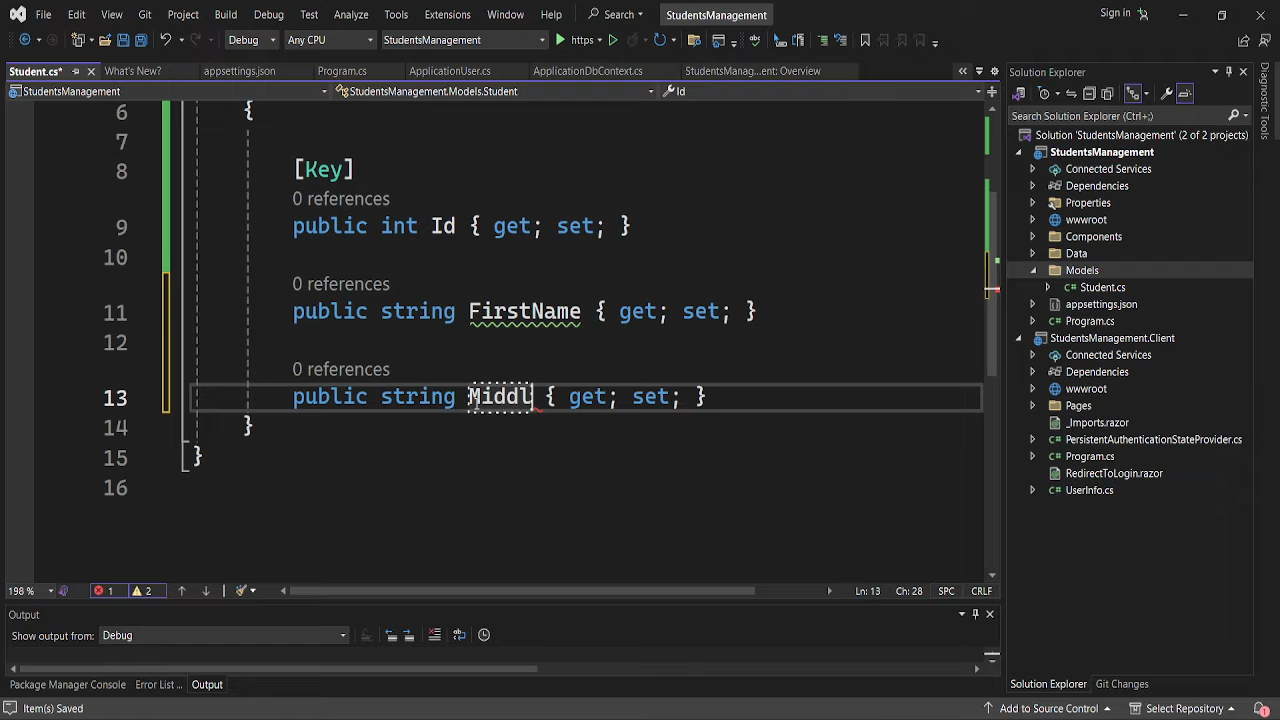 File Edit View Git Project Build Debug Test Analyze Tools Extensions Window Help Search StudentsManagement Sign in
Debug Any CPU StudentsManagement https
Student.cs* What's New? appsettings.json Program.cs ApplicationUser.cs ApplicationDbContext.cs StudentsManag...ent: Overview
StudentsManagement StudentsManagement.Models.Student Id
6 {
7
8 [Key]
0 references
9 public int Id { get; set; }
10
0 references
11 public string FirstName { get; set; }
12
0 references
13 public string Middl { get; set; }
14 }
15 }
16
198 % 1 2 Ln: 13 Ch: 28 SPC CRLF
Output
Show output from: Debug
Package Manager Console Error List ... Output
Solution Explorer
Search Solution Explorer (Ctrl+;)
Solution 'StudentsManagement' (2 of 2 projects)
StudentsManagement
Connected Services
Dependencies
Properties
wwwroot
Components
Data
Models
Student.cs
appsettings.json
Program.cs
StudentsManagement.Client
Connected Services
Dependencies
wwwroot
Pages
_Imports.razor
PersistentAuthenticationStateProvider.cs
Program.cs
RedirectToLogin.razor
UserInfo.cs
Solution Explorer Git Changes
Diagnostic Tools
Item(s) Saved Add to Source Control Select Repository 1